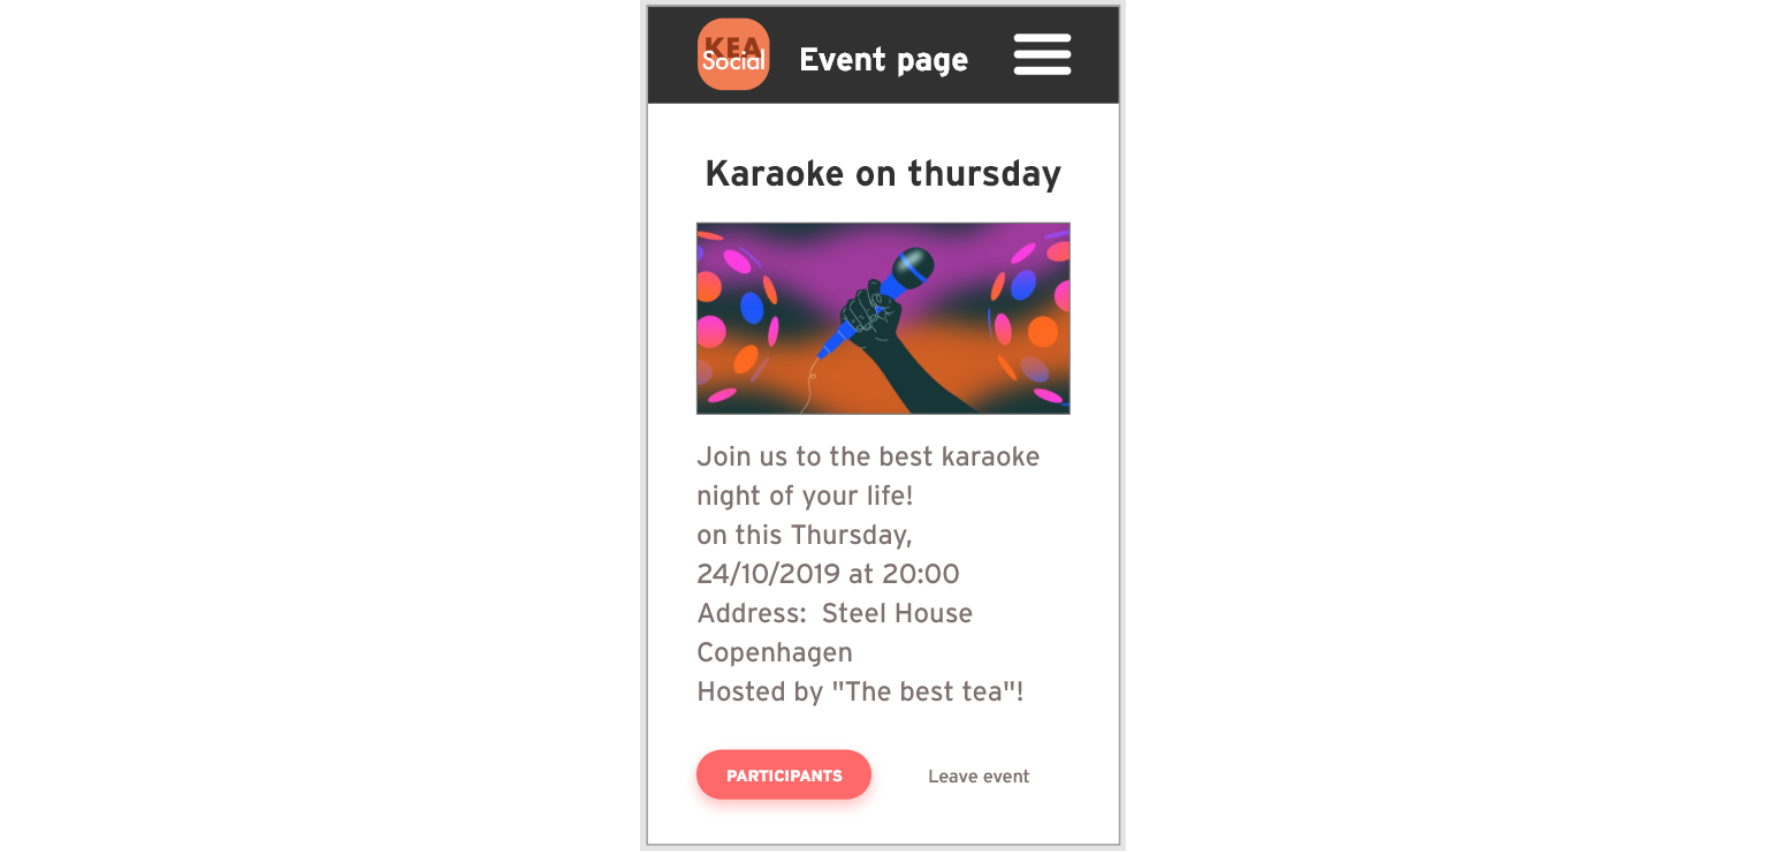 KEA
Social
Event page
Karaoke on thursday
Join us to the best karaoke
night of your life!
on this Thursday,
24/10/2019 at 20:00
Address:  Steel House
Copenhagen
Hosted by "The best tea"!
PARTICIPANTS
Leave event